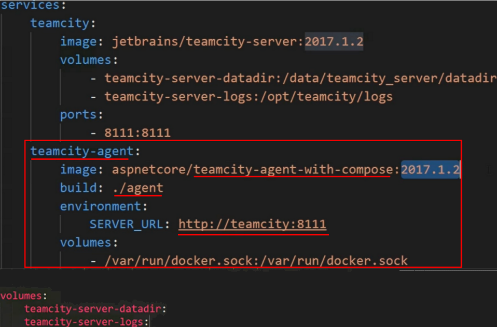 services:
    teamcity:
        image: jetbrains/teamcity-server:2017.1.2
        volumes:
            - teamcity-server-datadir:/data/teamcity_server/datadir
            - teamcity-server-logs:/opt/teamcity/logs
        ports:
            - 8111:8111
    teamcity-agent:
        image: aspnetcore/teamcity-agent-with-compose:2017.1.2
        build: ./agent
        environment:
            SERVER_URL: http://teamcity:8111
        volumes:
            - /var/run/docker.sock:/var/run/docker.sock
volumes:
    teamcity-server-datadir:
    teamcity-server-logs: